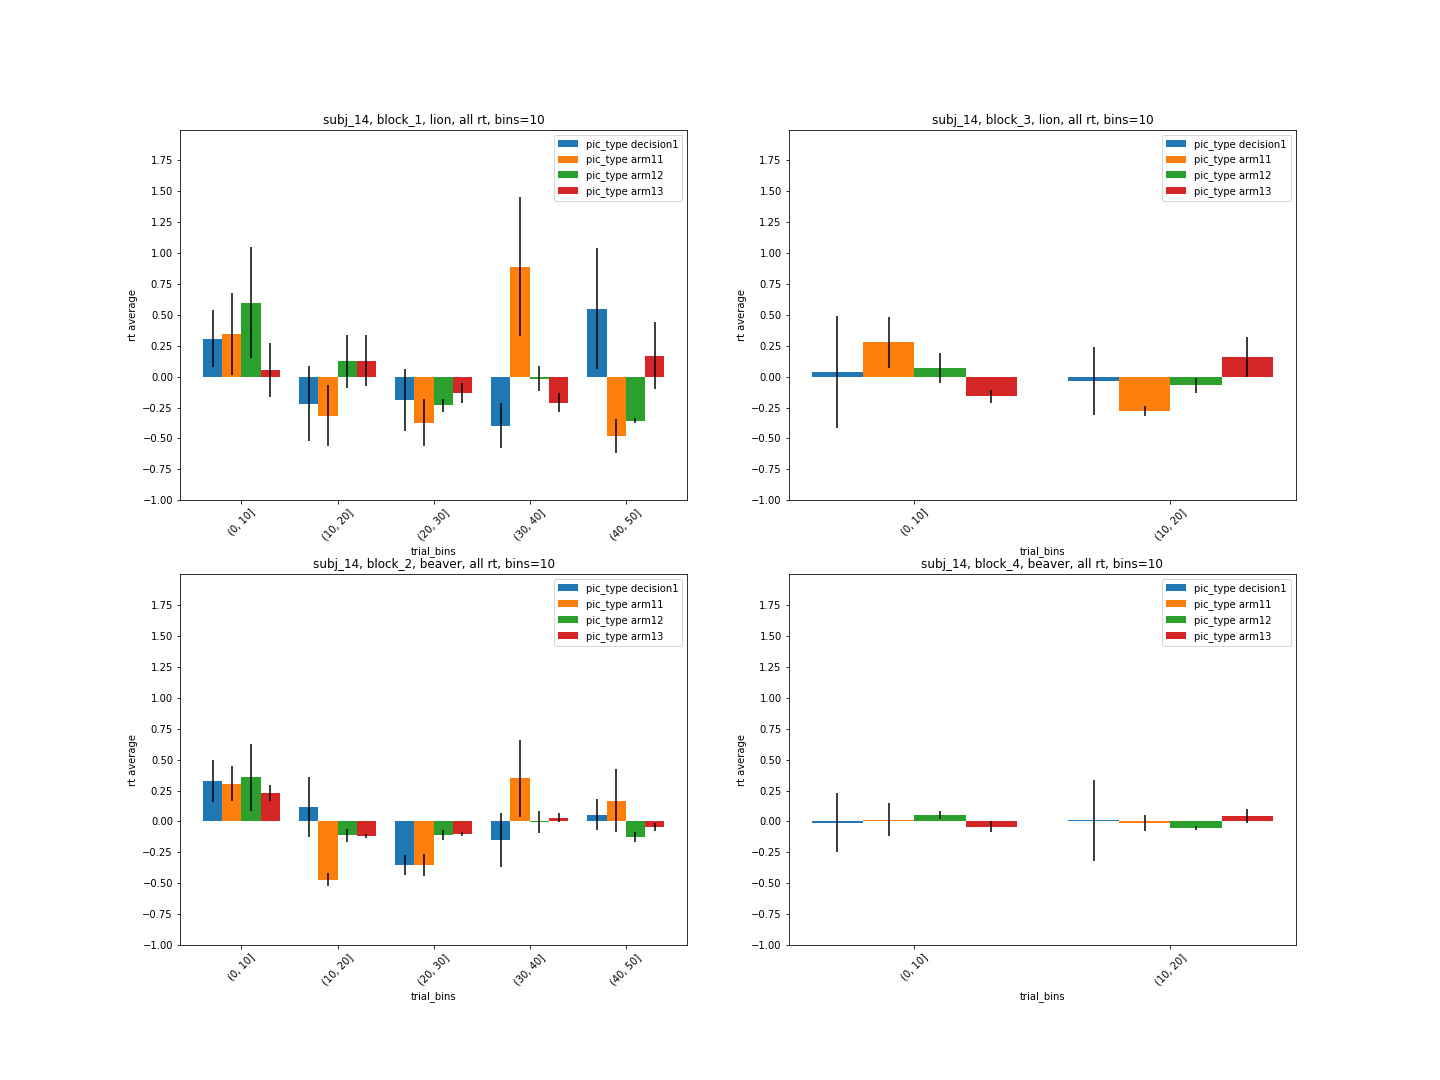 subj_14, block_1, lion, all rt, bins=10
pic_type decision1
pic_type arm11
pic_type arm12
pic_type arm13
1.75
1.50
1.25
1.00
0.75
0.50
0.25
0.00
−0.25
−0.50
−0.75
−1.00
rt average
(0, 10]
(10, 20]
(20, 30]
(30, 40]
(40, 50]
trial_bins
subj_14, block_3, lion, all rt, bins=10
pic_type decision1
pic_type arm11
pic_type arm12
pic_type arm13
1.75
1.50
1.25
1.00
0.75
0.50
0.25
0.00
−0.25
−0.50
−0.75
−1.00
rt average
(0, 10]
(10, 20]
trial_bins
subj_14, block_2, beaver, all rt, bins=10
pic_type decision1
pic_type arm11
pic_type arm12
pic_type arm13
1.75
1.50
1.25
1.00
0.75
0.50
0.25
0.00
−0.25
−0.50
−0.75
−1.00
rt average
(0, 10]
(10, 20]
(20, 30]
(30, 40]
(40, 50]
trial_bins
subj_14, block_4, beaver, all rt, bins=10
pic_type decision1
pic_type arm11
pic_type arm12
pic_type arm13
1.75
1.50
1.25
1.00
0.75
0.50
0.25
0.00
−0.25
−0.50
−0.75
−1.00
rt average
(0, 10]
(10, 20]
trial_bins